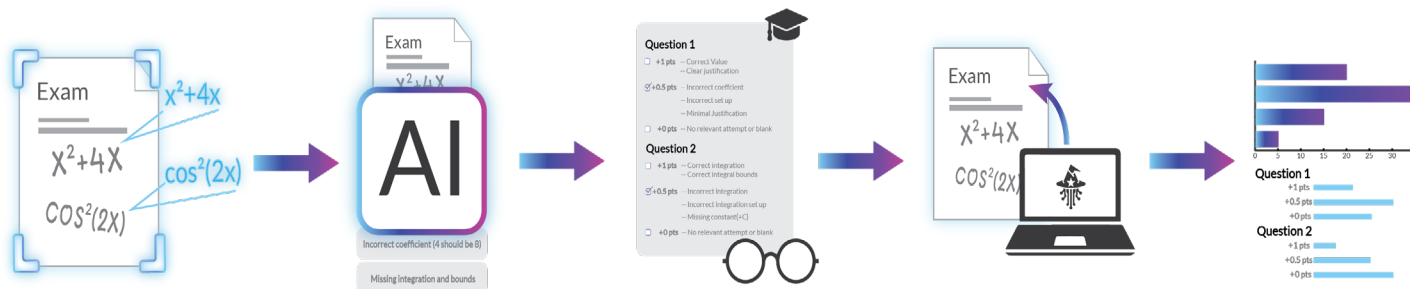 Exam
x²+4x
X²+4X
cos²(2x)
COS²(2X)
Exam
X²+4X
AI
Incorrect coefficient (4 should be 8)
Missing integration and bounds
Question 1
+1 pts -- Correct Value
-- Clear justification
+0.5 pts -- Incorrect coeffcient
-- Incorrect set up
-- Minimal Justification
+0 pts -- No relevant attempt or blank
Question 2
+1 pts -- Correct integration
-- Correct integral bounds
+0.5 pts -- Incorrect integration
-- Incorrect integration set up
-- Missing constant(+C)
+0 pts -- No relevant attempt or blank
Exam
X²+4X
COS²(2X)
0 5 10 15 20 25 30
Question 1
+1 pts
+0.5 pts
+0 pts
Question 2
+1 pts
+0.5 pts
+0 pts